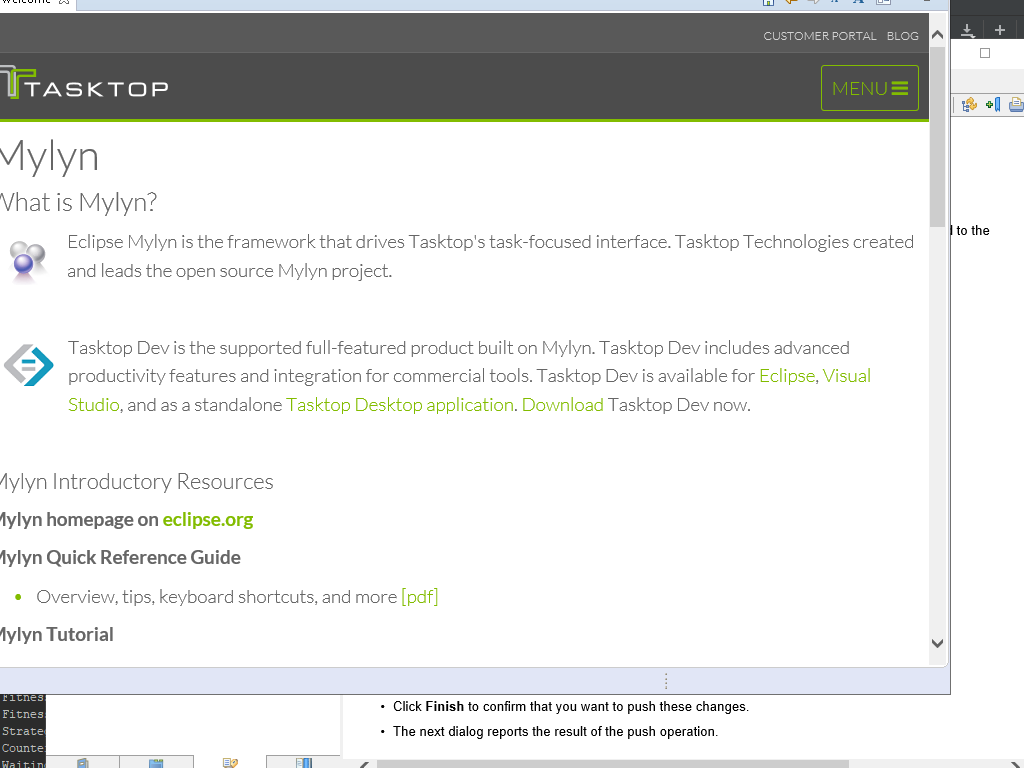 CUSTOMER PORTAL BLOG
TASKTOP
MENU
Mylyn
What is Mylyn?
Eclipse Mylyn is the framework that drives Tasktop's task-focused interface. Tasktop Technologies created
and leads the open source Mylyn project.
to the
Tasktop Dev is the supported full-featured product built on Mylyn. Tasktop Dev includes advanced
productivity features and integration for commercial tools. Tasktop Dev is available for Eclipse, Visual
Studio, and as a standalone Tasktop Desktop application. Download Tasktop Dev now.
Mylyn Introductory Resources
Mylyn homepage on eclipse.org
Mylyn Quick Reference Guide
• Overview, tips, keyboard shortcuts, and more [pdf]
Mylyn Tutorial
Fitnes
Fitnes
Strate
Counte
Waitin
• Click Finish to confirm that you want to push these changes.
• The next dialog reports the result of the push operation.